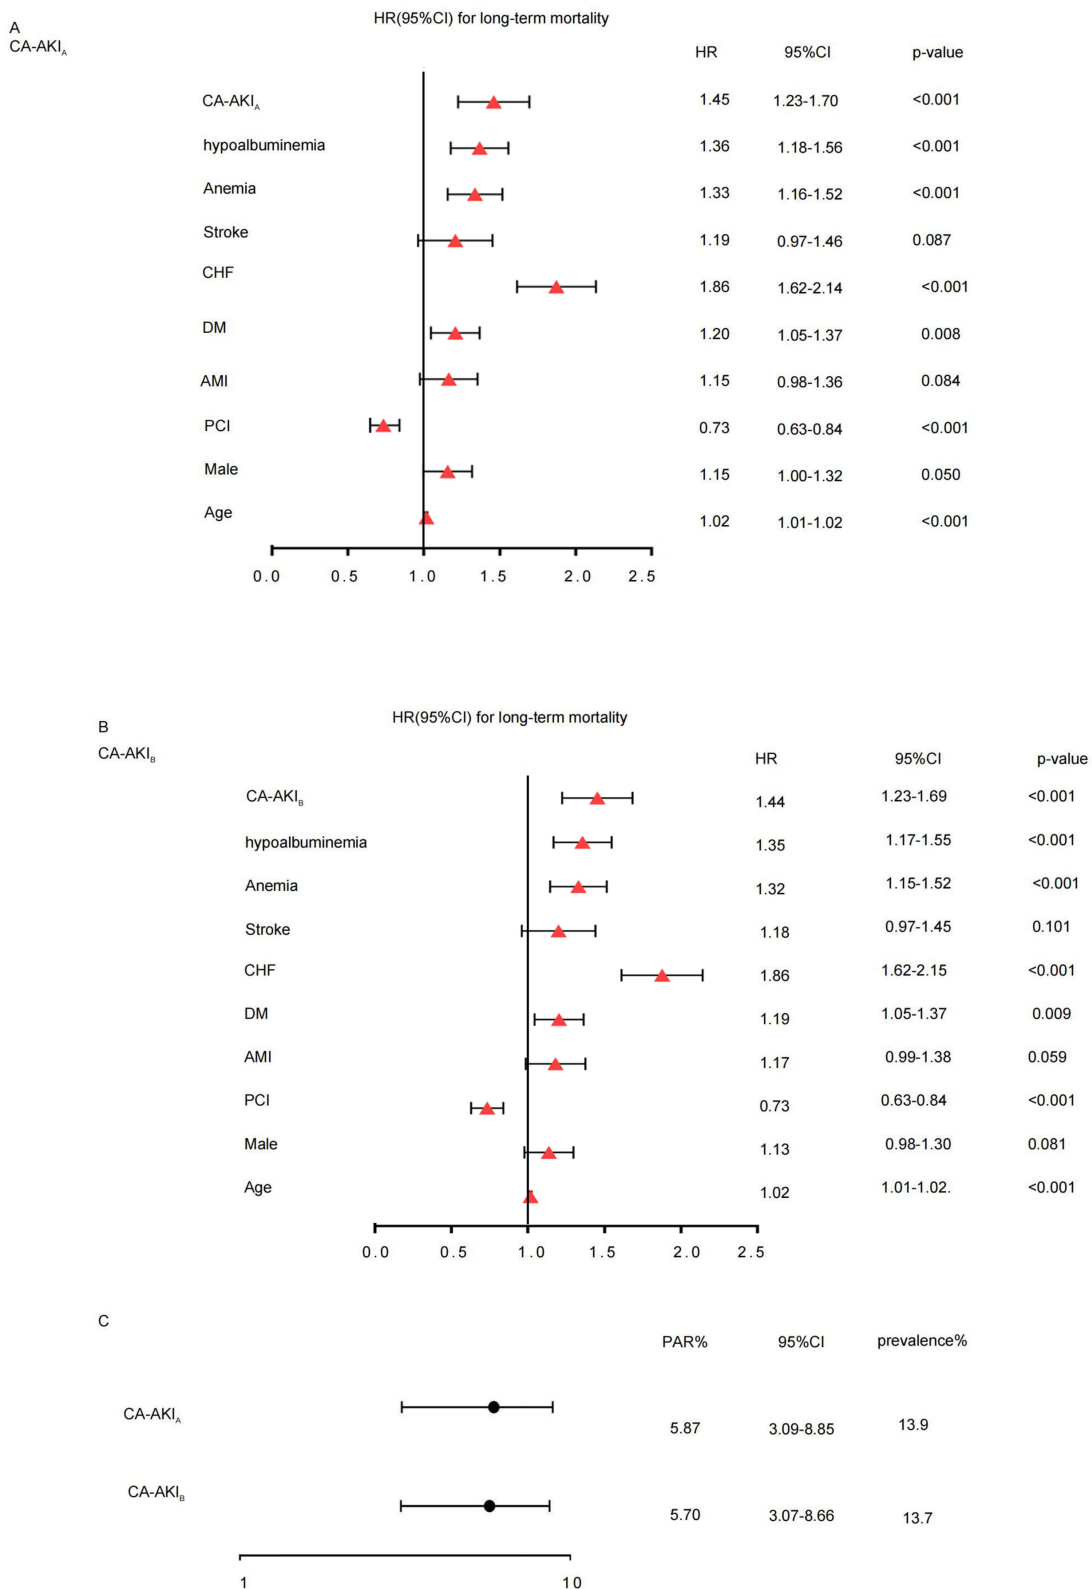 A
CA-AKIA
HR(95%CI) for long-term mortality
HR 95%CI p-value
CA-AKIA 1.45 1.23-1.70 <0.001
hypoalbuminemia 1.36 1.18-1.56 <0.001
Anemia 1.33 1.16-1.52 <0.001
Stroke 1.19 0.97-1.46 0.087
CHF 1.86 1.62-2.14 <0.001
DM 1.20 1.05-1.37 0.008
AMI 1.15 0.98-1.36 0.084
PCI 0.73 0.63-0.84 <0.001
Male 1.15 1.00-1.32 0.050
Age 1.02 1.01-1.02 <0.001
0.0 0.5 1.0 1.5 2.0 2.5
B
CA-AKIB
HR(95%CI) for long-term mortality
HR 95%CI p-value
CA-AKIB 1.44 1.23-1.69 <0.001
hypoalbuminemia 1.35 1.17-1.55 <0.001
Anemia 1.32 1.15-1.52 <0.001
Stroke 1.18 0.97-1.45 0.101
CHF 1.86 1.62-2.15 <0.001
DM 1.19 1.05-1.37 0.009
AMI 1.17 0.99-1.38 0.059
PCI 0.73 0.63-0.84 <0.001
Male 1.13 0.98-1.30 0.081
Age 1.02 1.01-1.02. <0.001
0.0 0.5 1.0 1.5 2.0 2.5
C
PAR% 95%CI prevalence%
CA-AKIA 5.87 3.09-8.85 13.9
CA-AKIB 5.70 3.07-8.66 13.7
1 10